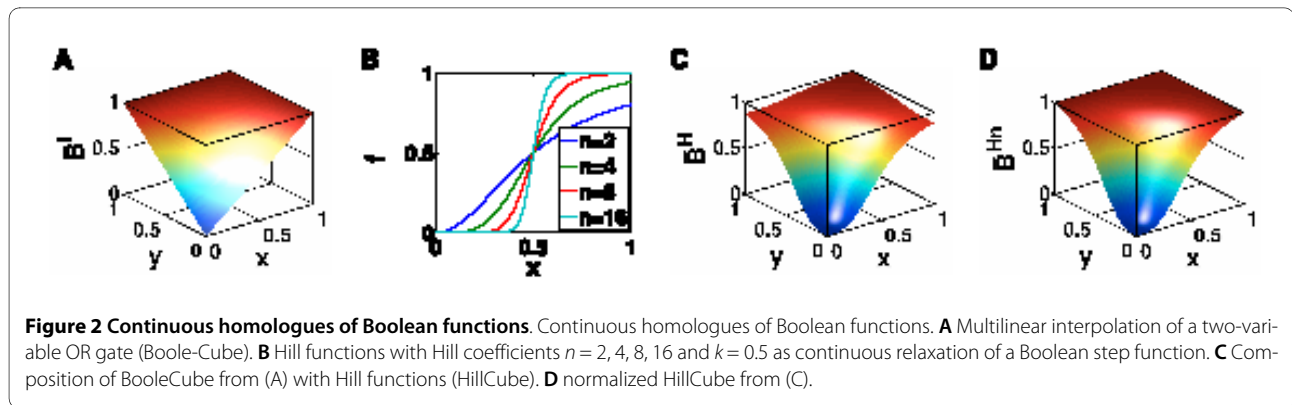 A
B
C
D
1
0.5
0
B^I
1
0.5
0
y
0
0.5
1
x
1
0.5
0
f
0
0.5
1
x
n=2
n=4
n=8
n=16
1
0.5
0
B^H
1
0.5
0
y
0
0.5
1
x
1
0.5
0
B^Hn
1
0.5
0
y
0
0.5
1
x
Figure 2 Continuous homologues of Boolean functions. Continuous homologues of Boolean functions. A Multilinear interpolation of a two-vari-
able OR gate (Boole-Cube). B Hill functions with Hill coefficients n = 2, 4, 8, 16 and k = 0.5 as continuous relaxation of a Boolean step function. C Com-
position of BooleCube from (A) with Hill functions (HillCube). D normalized HillCube from (C).